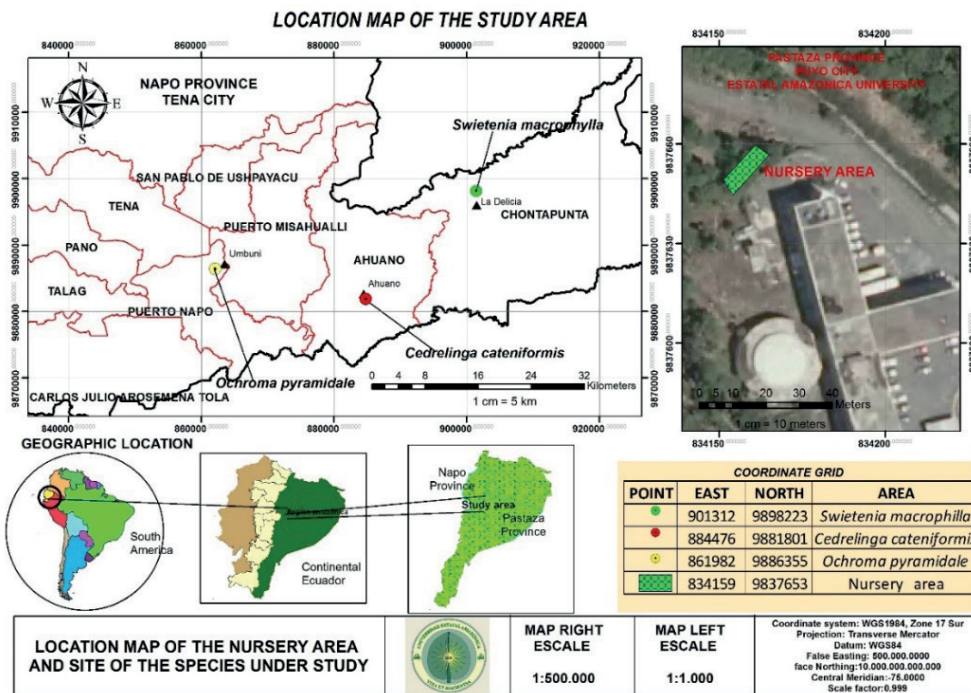 LOCATION MAP OF THE STUDY AREA
840000 860000 880000 900000 920000
834150 834200
N
W E
S
NAPO PROVINCE
TENA CITY
Swietenia macrophylla
SAN PABLO DE USHPAYACU
La Delicia
CHONTAPUNTA
TENA
PUERTO MISAHUALLI
PANO
Umbuni
AHUANO
Ahuano
TALAG
PUERTO NAPO
Cedrelinga cateniformis
Ochroma pyramidale
CARLOS JULIO AROSEMENA TOLA
0 4 8 16 24 32
Kilometers
1 cm = 5 km
9910000
9900000
9890000
9880000
9870000
9910000
9900000
9890000
9880000
9870000
840000 860000 880000 900000 920000
PASTAZA PROVINCE
PUYO CITY
ESTATAL AMAZONICA UNIVERSITY
NURSERY AREA
9837660
9837630
9837600
0 5 10 20 30 40
Meters
1 cm = 10 meters
834150 834200
GEOGRAPHIC LOCATION
South
America
Continental
Ecuador
Napo
Province
Study area
Pastaza
Province
COORDINATE GRID
POINT EAST NORTH AREA
901312 9898223 Swietenia macrophilla
884476 9881801 Cedrelinga cateniformis
861982 9886355 Ochroma pyramidale
834159 9837653 Nursery area
LOCATION MAP OF THE NURSERY AREA
AND SITE OF THE SPECIES UNDER STUDY
MAP RIGHT
ESCALE
1:500.000
MAP LEFT
ESCALE
1:1.000
Coordinate system: WGS1984, Zone 17 Sur
Projection: Transverse Mercator
Datum: WGS84
False Easting: 500.000.0000
face Northing:10.000.000.000.000
Central Meridian:-75.0000
Scale factor:0.999